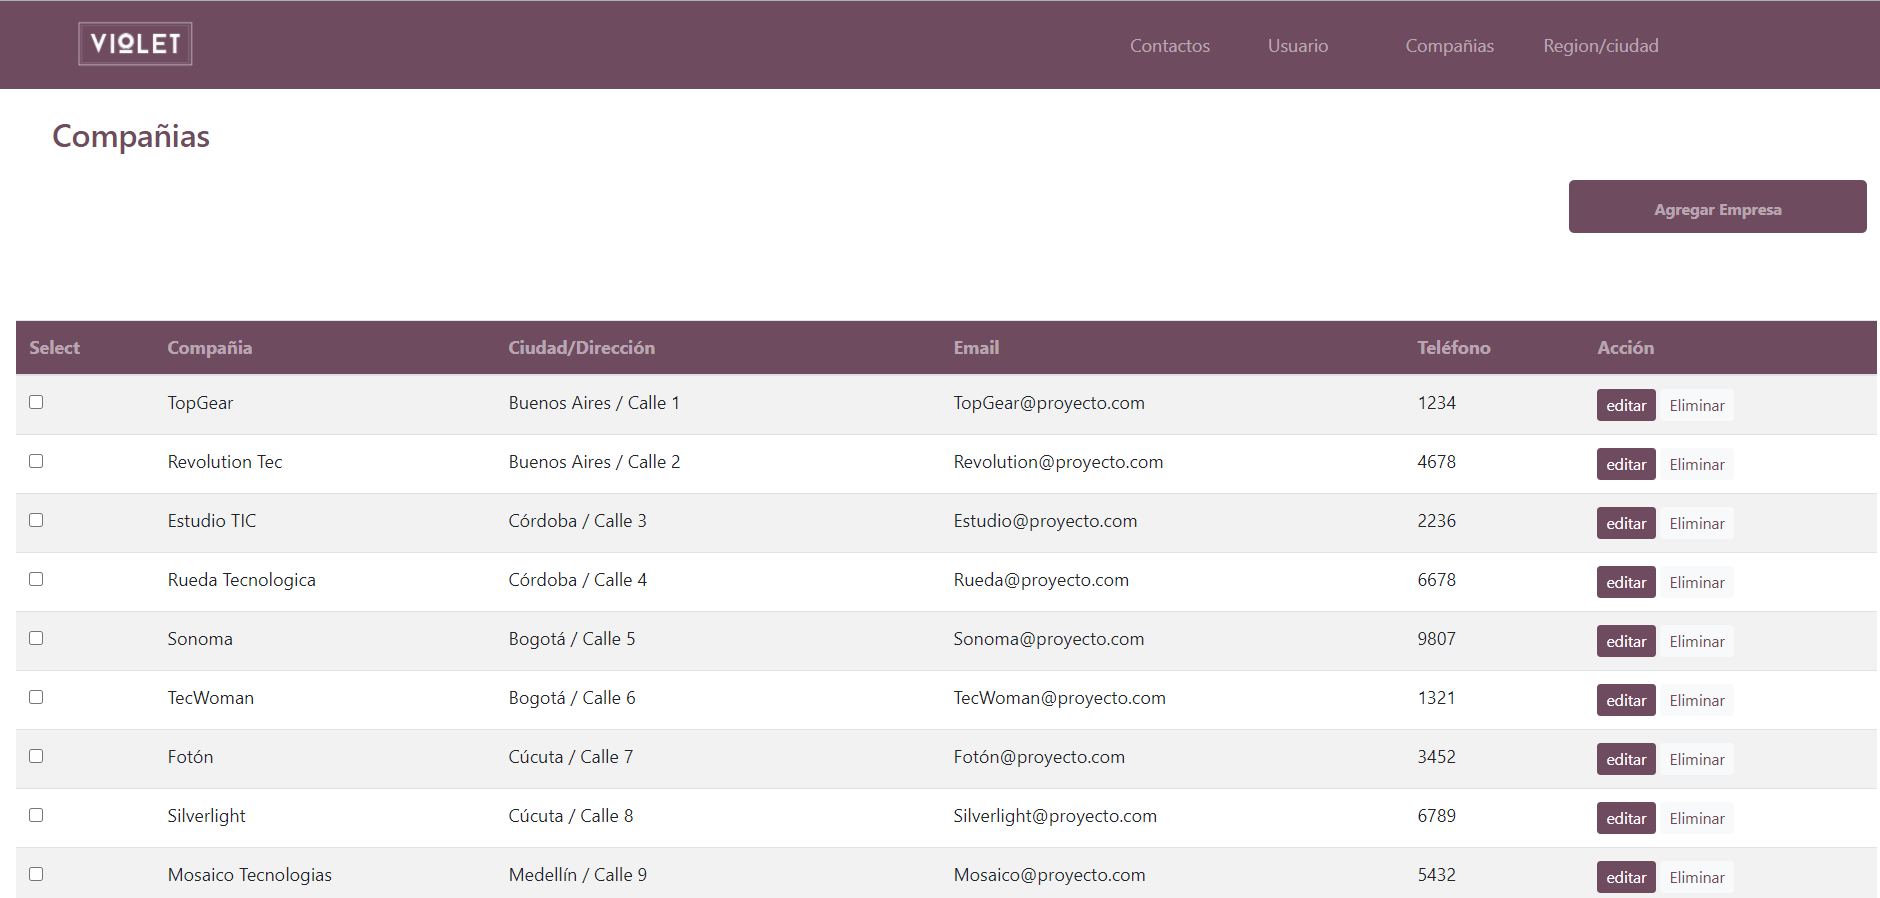 VIOLET
Contactos Usuario Compañias Region/ciudad
Compañias
Agregar Empresa
Select Compañia Ciudad/Dirección Email Teléfono Acción
TopGear Buenos Aires / Calle 1 TopGear@proyecto.com 1234 editar Eliminar
Revolution Tec Buenos Aires / Calle 2 Revolution@proyecto.com 4678 editar Eliminar
Estudio TIC Córdoba / Calle 3 Estudio@proyecto.com 2236 editar Eliminar
Rueda Tecnologica Córdoba / Calle 4 Rueda@proyecto.com 6678 editar Eliminar
Sonoma Bogotá / Calle 5 Sonoma@proyecto.com 9807 editar Eliminar
TecWoman Bogotá / Calle 6 TecWoman@proyecto.com 1321 editar Eliminar
Fotón Cúcuta / Calle 7 Fotón@proyecto.com 3452 editar Eliminar
Silverlight Cúcuta / Calle 8 Silverlight@proyecto.com 6789 editar Eliminar
Mosaico Tecnologias Medellín / Calle 9 Mosaico@proyecto.com 5432 editar Eliminar